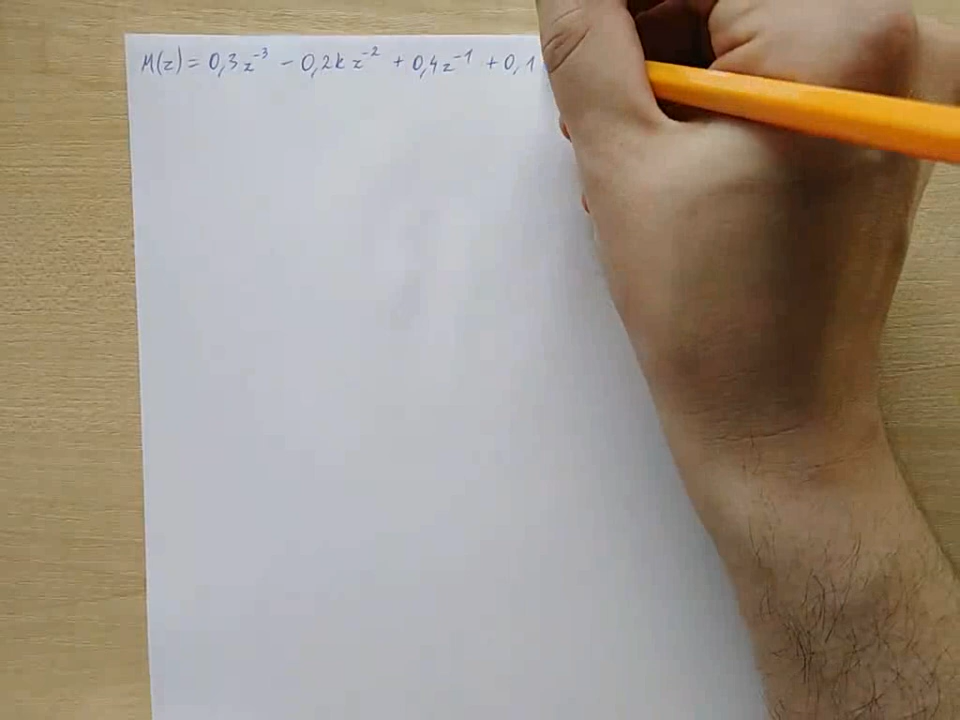 M(z) = 0,3z⁻³ - 0,2kz⁻² + 0,4z⁻¹ + 0,1